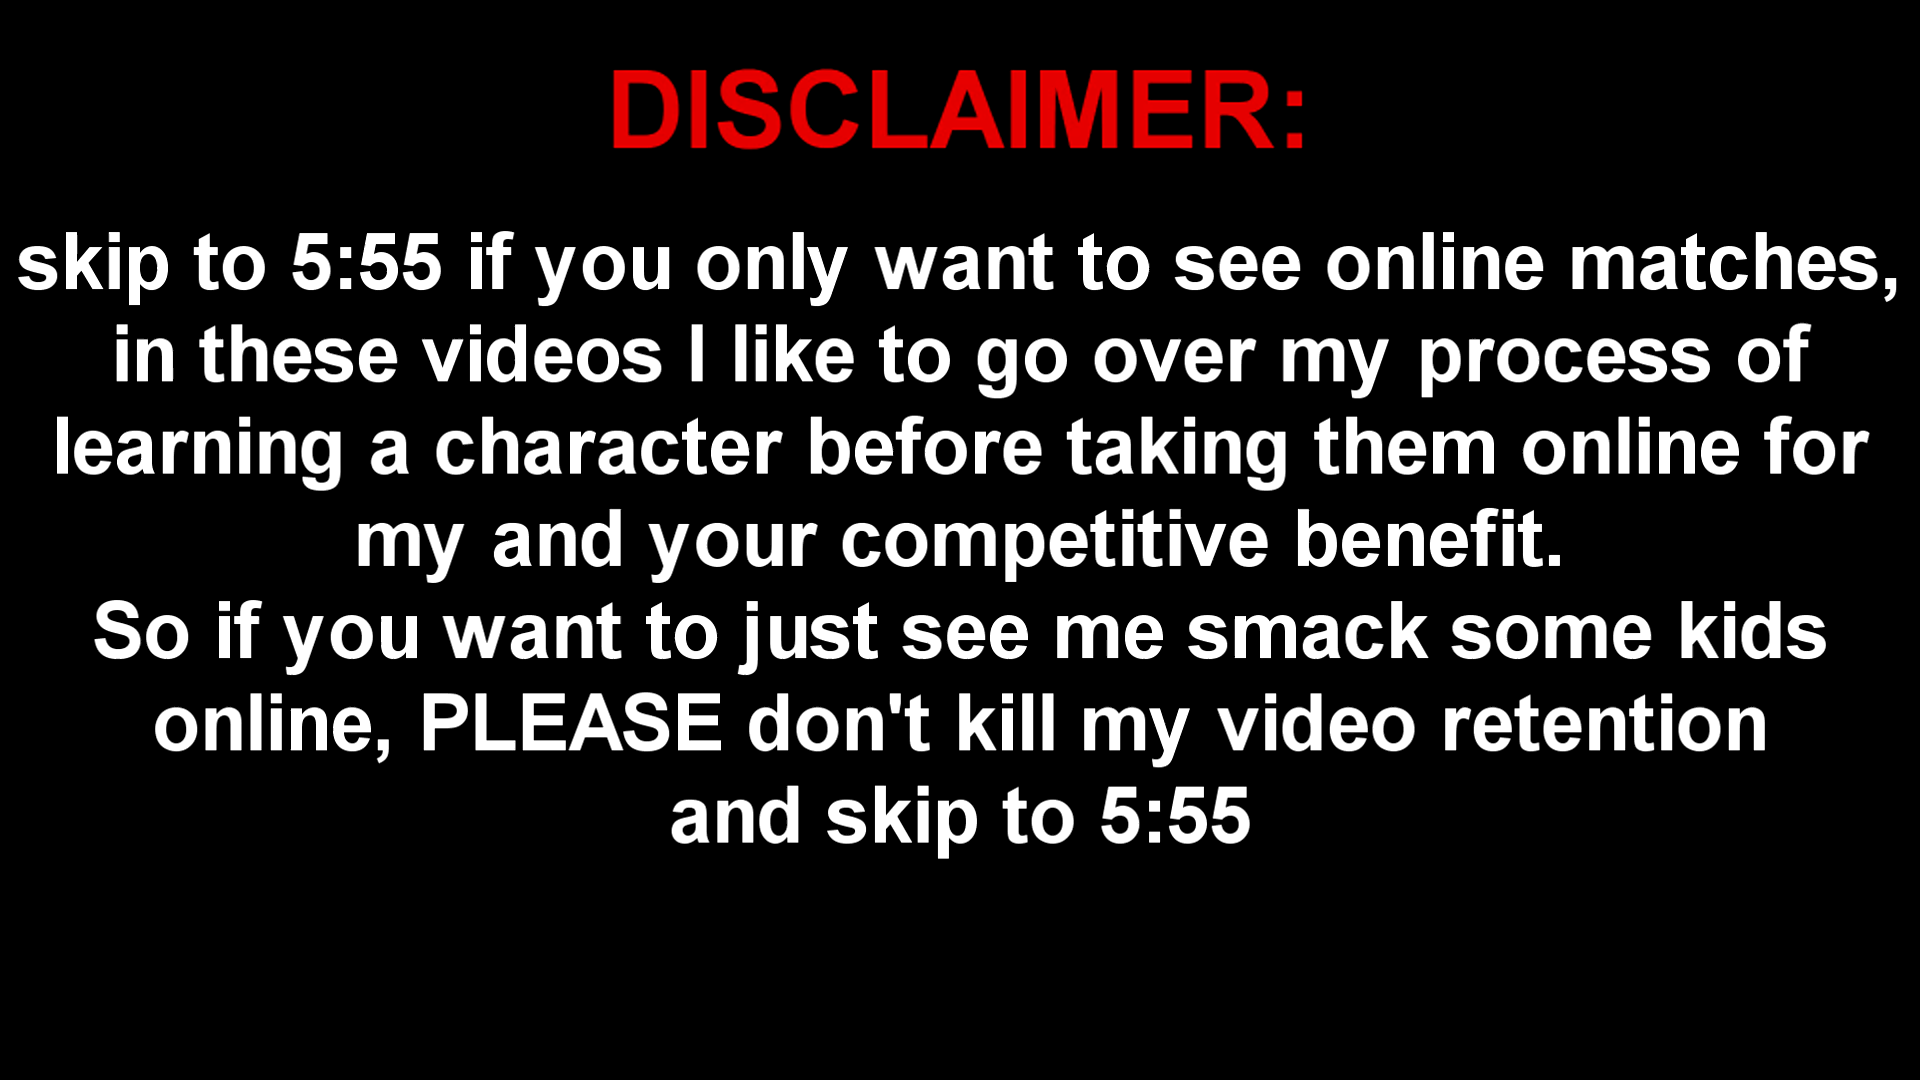 DISCLAIMER:
skip to 5:55 if you only want to see online matches,
in these videos I like to go over my process of
learning a character before taking them online for
my and your competitive benefit.
So if you want to just see me smack some kids
online, PLEASE don't kill my video retention
and skip to 5:55